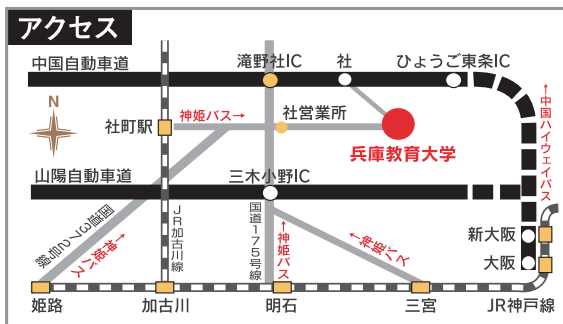 アクセス
中国自動車道
滝野社IC
社
ひょうご東条IC
N
社町駅
神姫バス→
社営業所
兵庫教育大学
←中国ハイウェイバス
山陽自動車道
三木小野IC
国道372号線
←神姫バス
JR加古川線
国道175号線
←神姫バス
←神姫バス
新大阪
大阪
姫路
加古川
明石
三宮
JR神戸線